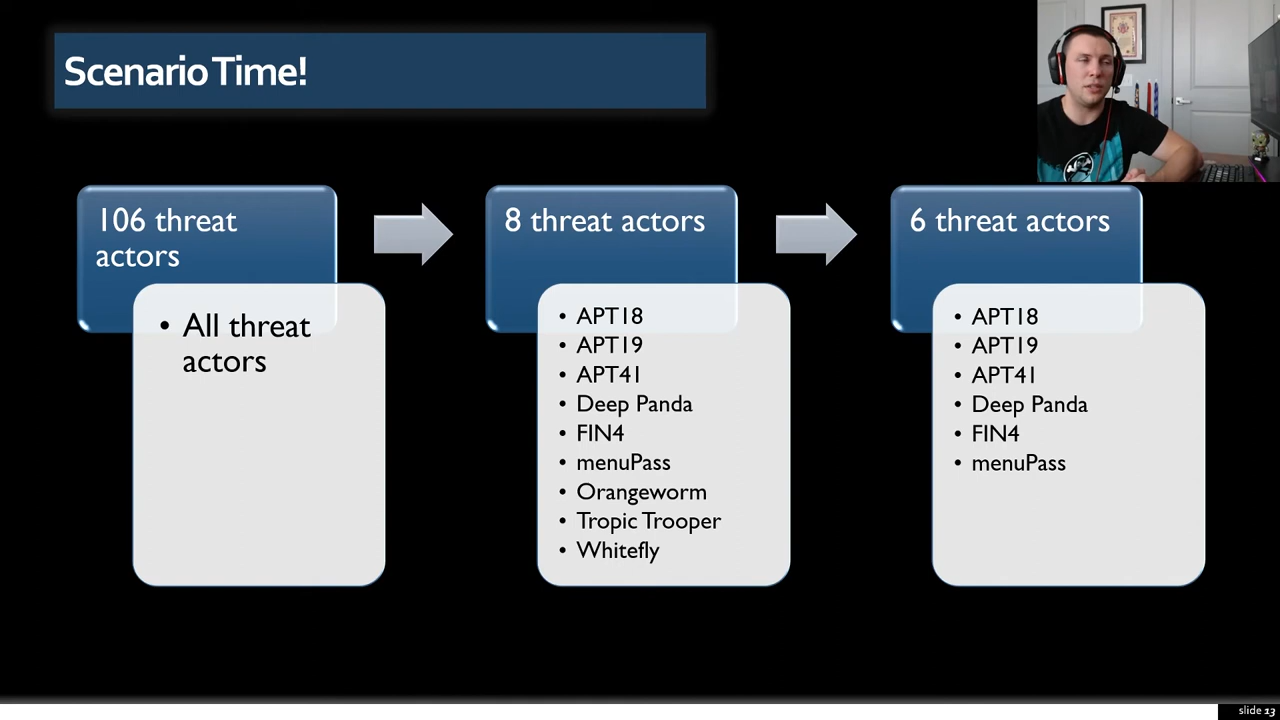 Scenario Time!
106 threat
actors
• All threat
actors
8 threat actors
• APT18
• APT19
• APT41
• Deep Panda
• FIN4
• menuPass
• Orangeworm
• Tropic Trooper
• Whitefly
6 threat actors
• APT18
• APT19
• APT41
• Deep Panda
• FIN4
• menuPass
slide 13